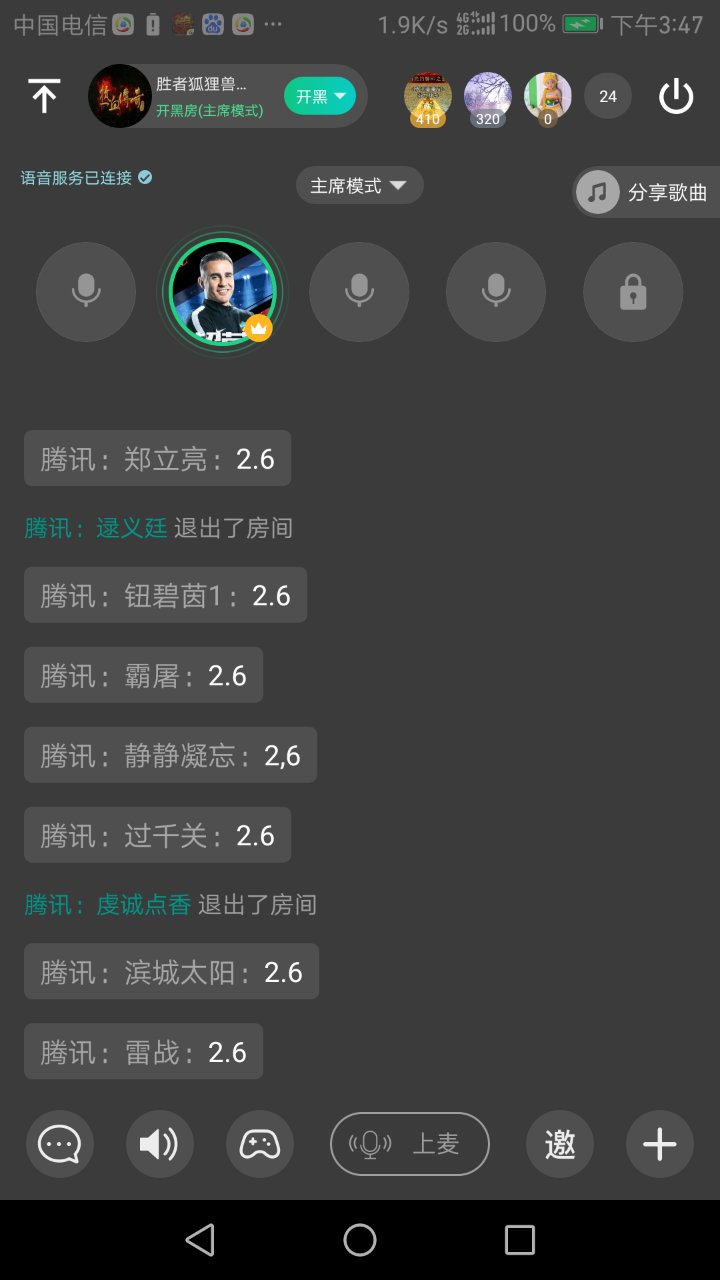 中国电信 ··· 1.9K/s 4G 2G 100% 下午3:47
胜者狐狸兽...
开黑房(主席模式)
开黑
410 320 0 24
语音服务已连接
主席模式
分享歌曲
腾讯：郑立亮：2.6
腾讯：逯义廷 退出了房间
腾讯：钮碧茵1：2.6
腾讯：霸屠：2.6
腾讯：静静凝忘：2,6
腾讯：过千关：2.6
腾讯：虔诚点香 退出了房间
腾讯：滨城太阳：2.6
腾讯：雷战：2.6
上麦
邀